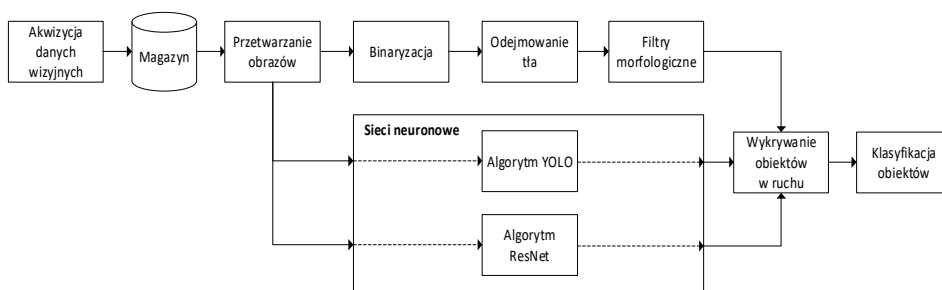 Akwizycja
danych
wizyjnych
Magazyn
Przetwarzanie
obrazów
Binaryzacja
Odejmowanie
tła
Filtry
morfologiczne
Sieci neuronowe
Algorytm YOLO
Algorytm
ResNet
Wykrywanie
obiektów
w ruchu
Klasyfikacja
obiektów